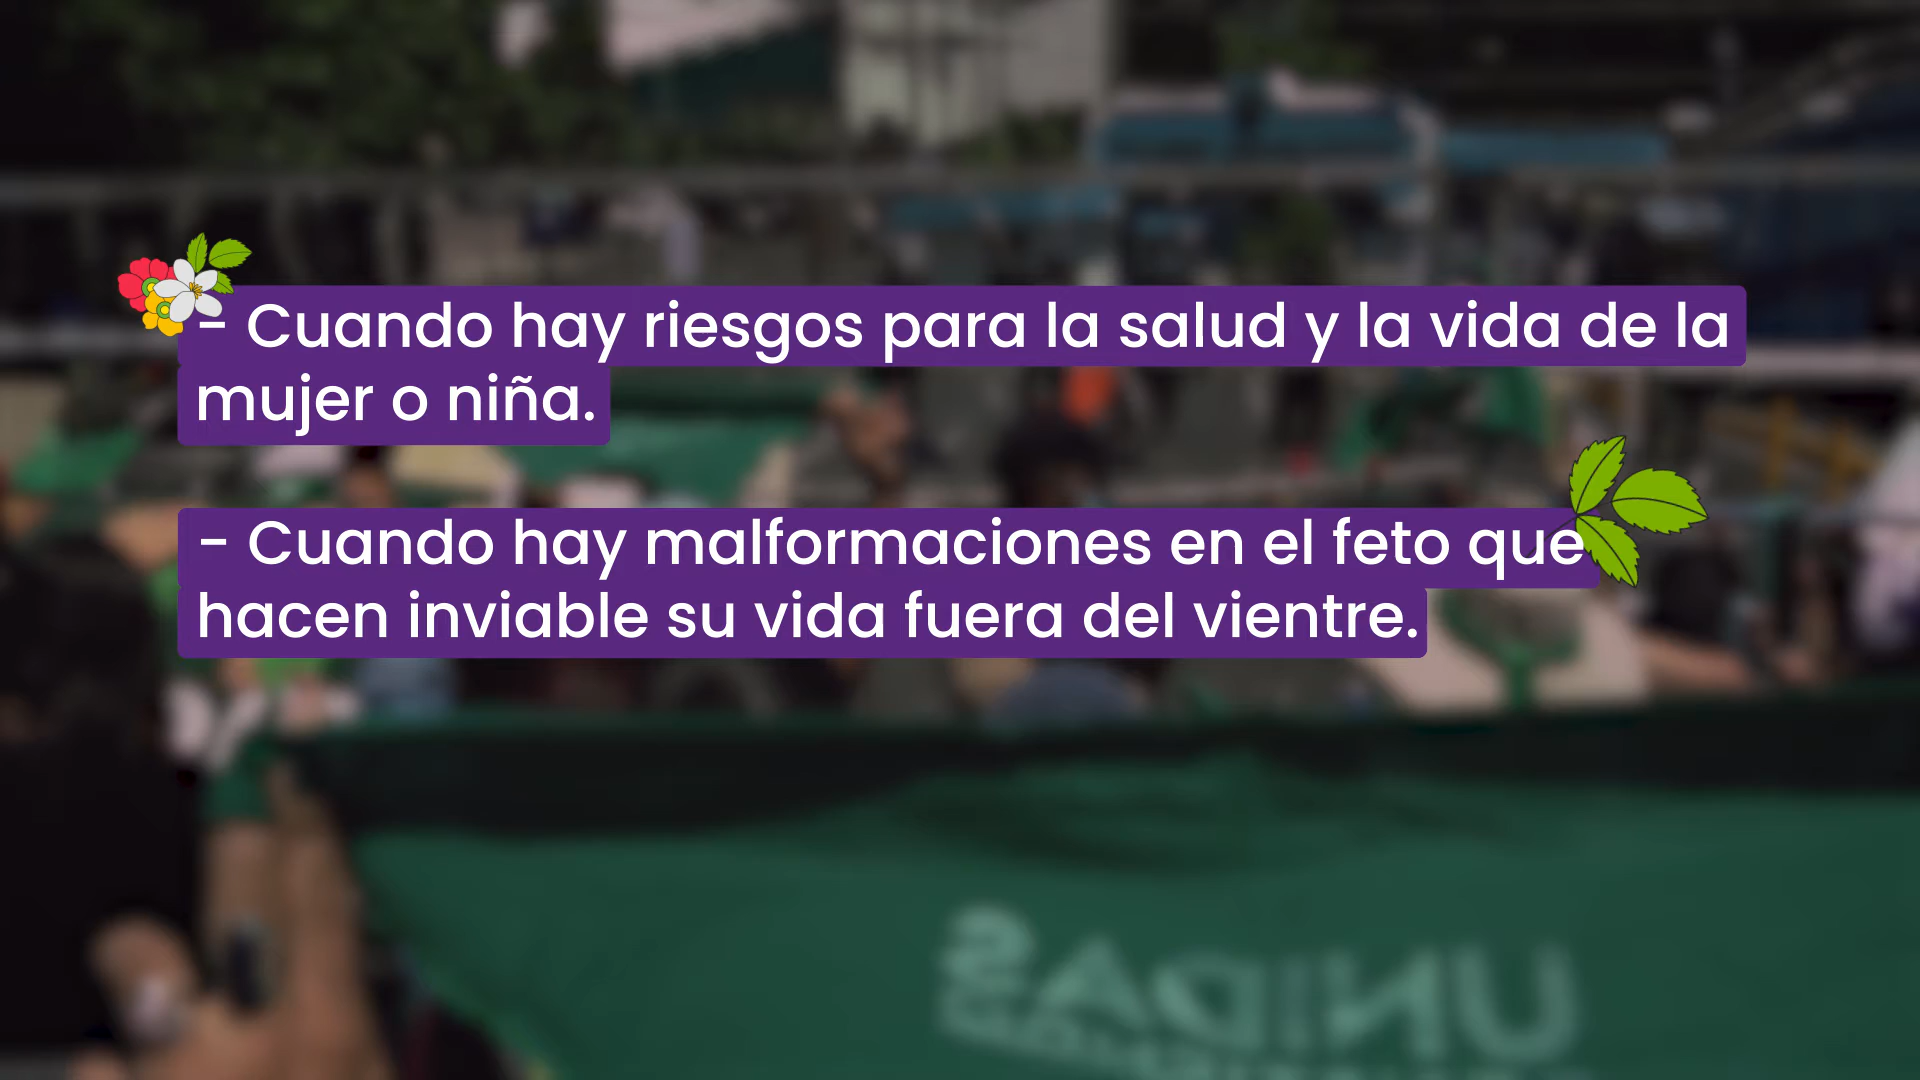 - Cuando hay riesgos para la salud y la vida de la
mujer o niña.
- Cuando hay malformaciones en el feto que
hacen inviable su vida fuera del vientre.
UNIDAS